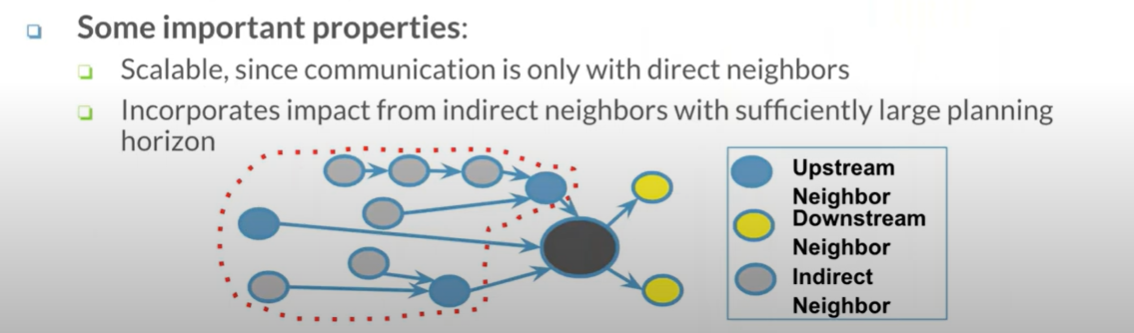 Some important properties:
Scalable, since communication is only with direct neighbors
Incorporates impact from indirect neighbors with sufficiently large planning
horizon
Upstream
Neighbor
Downstream
Neighbor
Indirect
Neighbor